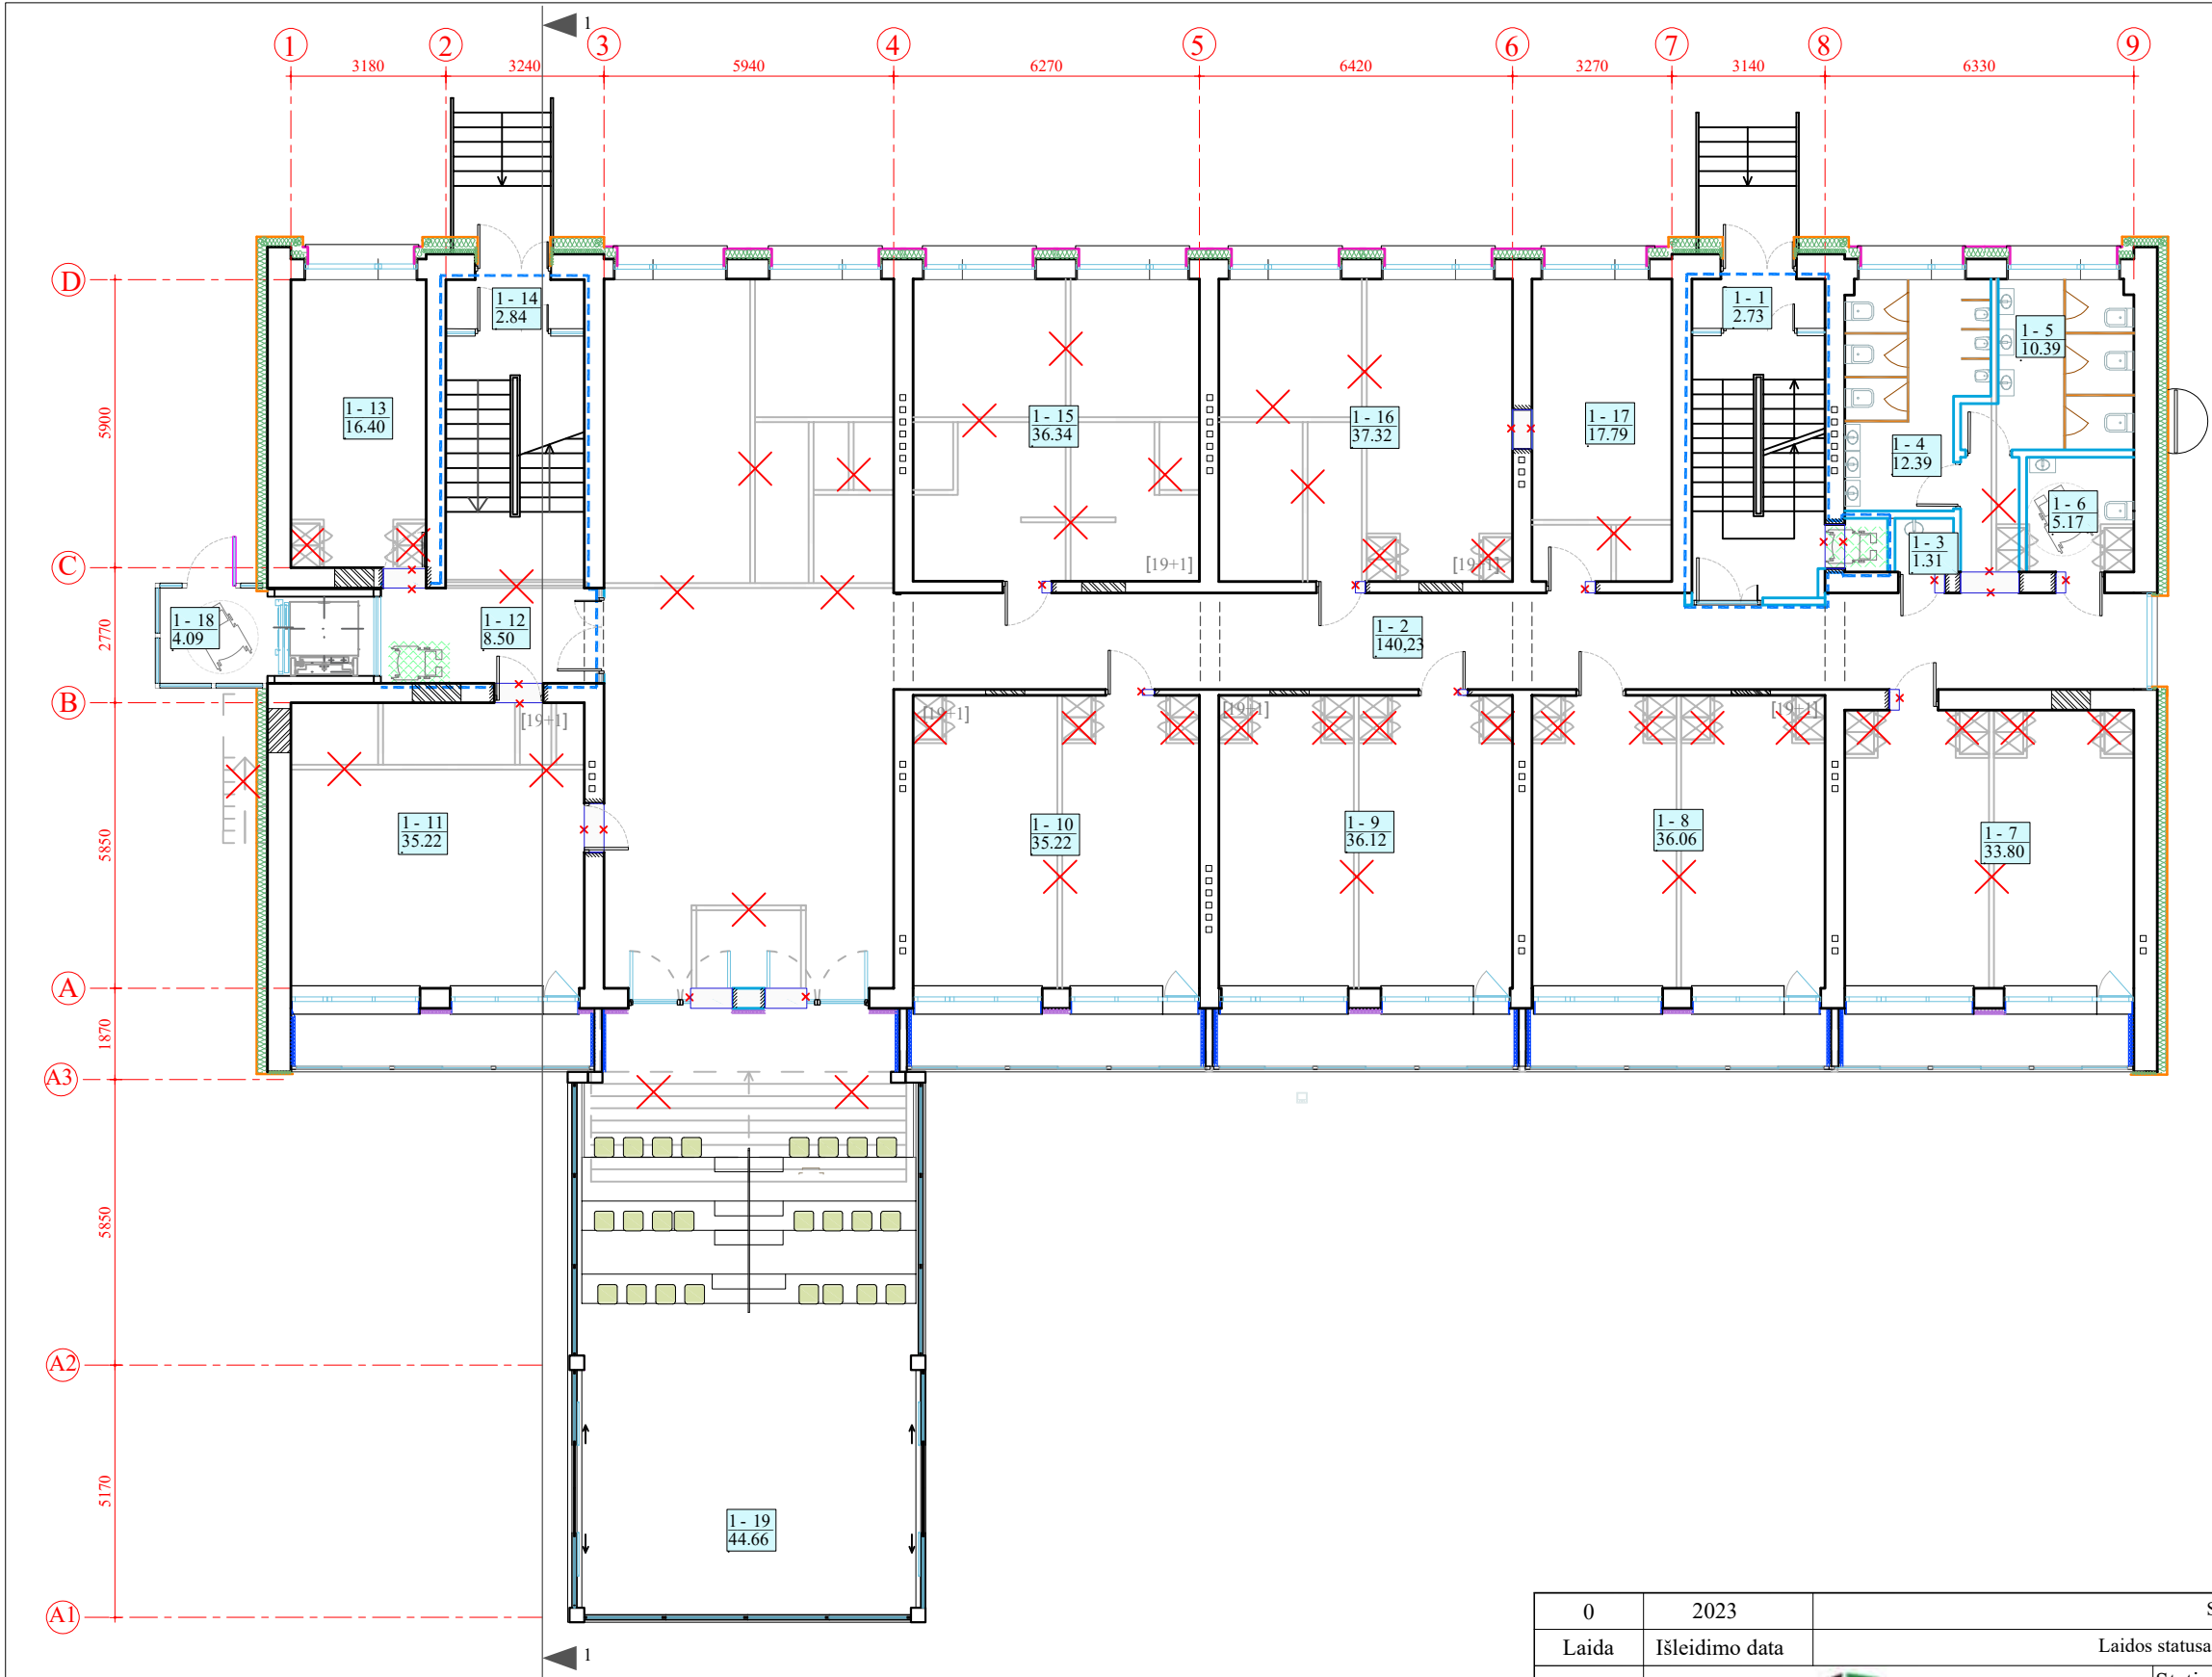 1
1 2 3 4 5 6 7 8 9
3180 3240 5940 6270 6420 3270 3140 6330
D
1 - 14
2.84
1 - 1
2.73
1 - 5
10.39
5900
1 - 13
16.40
1 - 15
36.34
1 - 16
37.32
1 - 17
17.79
1 - 4
12.39
1 - 6
5.17
1 - 3
1.31
C
[19+1]
[19+1]
2770
1 - 18
4.09
1 - 12
8.50
1 - 2
140,23
B
[19+1]
[19+1]
[19+1]
[19+1]
5850
1 - 11
35.22
1 - 10
35.22
1 - 9
36.12
1 - 8
36.06
1 - 7
33.80
A
1870
A3
5850
A2
5170
1 - 19
44.66
A1
1
0 2023
Laida Išleidimo data Laidos statusa